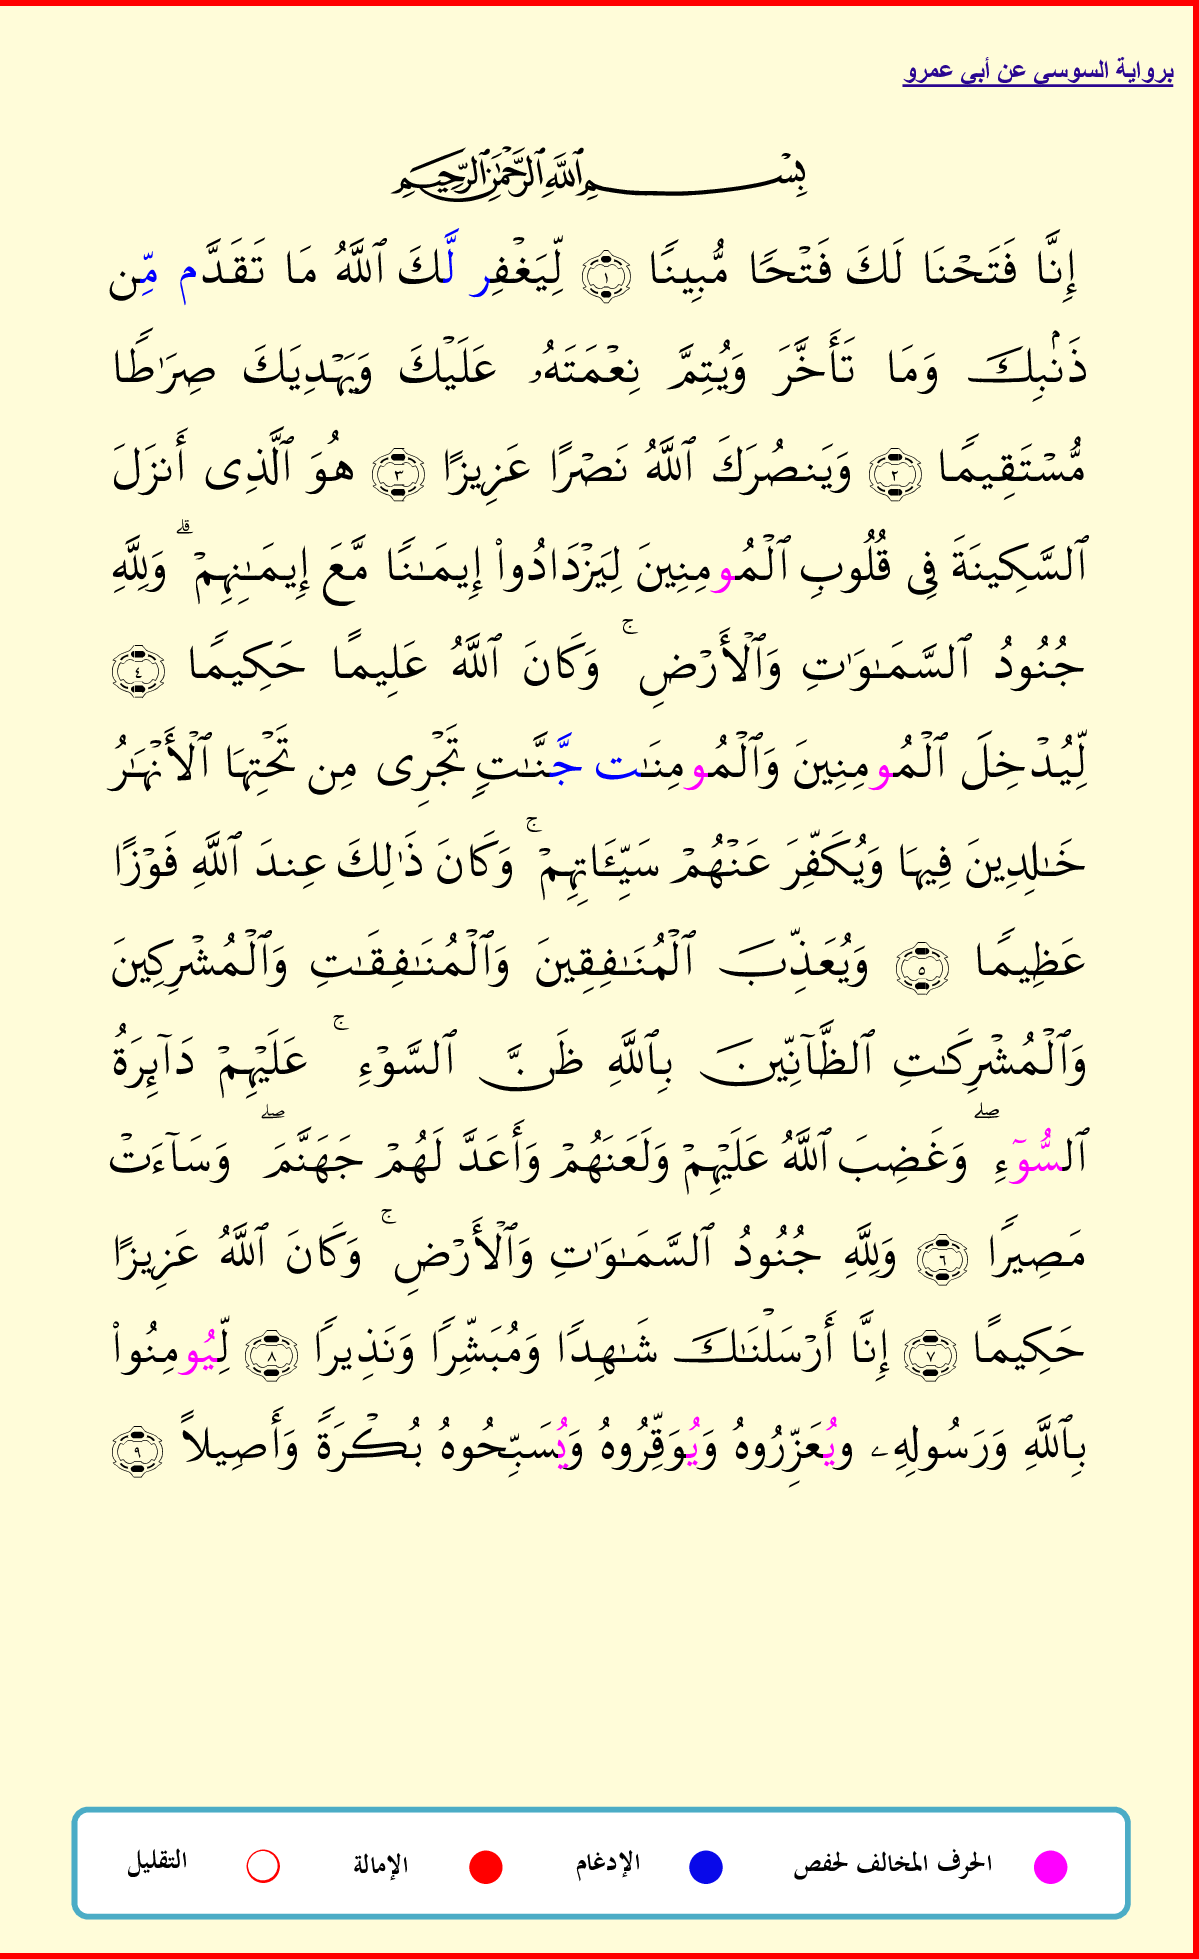 برواية السوسي عن أبي عمرو
بِسْمِ ٱللَّهِ ٱلرَّحْمَٰنِ ٱلرَّحِيمِ
إِنَّا فَتَحْنَا لَكَ فَتْحًا مُّبِينًا ١ لِّيَغْفِر لَّكَ ٱللَّهُ مَا تَقَدَّم مِّن
ذَنۢبِكَ وَمَا تَأَخَّرَ وَيُتِمَّ نِعْمَتَهُۥ عَلَيْكَ وَيَهْدِيَكَ صِرَٰطًا
مُّسْتَقِيمًا ٢ وَيَنصُرَكَ ٱللَّهُ نَصْرًا عَزِيزًا ٣ هُوَ ٱلَّذِى أَنزَلَ
ٱلسَّكِينَةَ فِى قُلُوبِ ٱلْمُومِنِينَ لِيَزْدَادُوا۟ إِيمَـٰنًا مَّعَ إِيمَـٰنِهِمْ ۗ وَلِلَّهِ
جُنُودُ ٱلسَّمَـٰوَٰتِ وَٱلْأَرْضِ ۚ وَكَانَ ٱللَّهُ عَلِيمًا حَكِيمًا ٤
لِّيُدْخِلَ ٱلْمُومِنِينَ وَٱلْمُومِنَـٰت جَّنَّـٰتٍ تَجْرِى مِن تَحْتِهَا ٱلْأَنْهَـٰرُ
خَـٰلِدِينَ فِيهَا وَيُكَفِّرَ عَنْهُمْ سَيِّـَٔاتِهِمْ ۚ وَكَانَ ذَٰلِكَ عِندَ ٱللَّهِ فَوْزًا
عَظِيمًا ٥ وَيُعَذِّبَ ٱلْمُنَـٰفِقِينَ وَٱلْمُنَـٰفِقَـٰتِ وَٱلْمُشْرِكِينَ
وَٱلْمُشْرِكَـٰتِ ٱلظَّآنِّينَ بِٱللَّهِ ظَنَّ ٱلسَّوْءِ ۚ عَلَيْهِمْ دَآئِرَةُ
ٱلسُّوٓءِ ۖ وَغَضِبَ ٱللَّهُ عَلَيْهِمْ وَلَعَنَهُمْ وَأَعَدَّ لَهُمْ جَهَنَّمَ ۖ وَسَآءَتْ
مَصِيرًا ٦ وَلِلَّهِ جُنُودُ ٱلسَّمَـٰوَٰتِ وَٱلْأَرْضِ ۚ وَكَانَ ٱللَّهُ عَزِيزًا
حَكِيمًا ٧ إِنَّا أَرْسَلْنَـٰكَ شَـٰهِدًا وَمُبَشِّرًا وَنَذِيرًا ٨ لِّيُومِنُوا۟
بِٱللَّهِ وَرَسُولِهِۦ ويُعَزِّرُوهُ وَيُوَقِّرُوهُ وَيُسَبِّحُوهُ بُكْرَةً وَأَصِيلاً ٩
الحرف المخالف لحفص الإدغام الإمالة التقليل